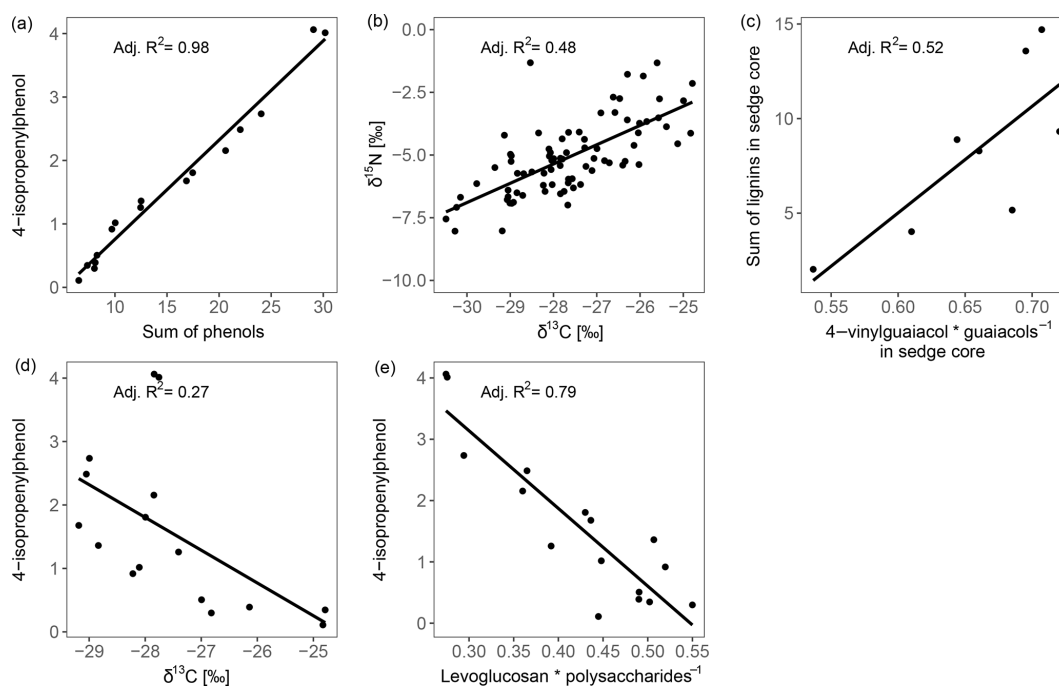 (a)
Adj. R²= 0.98
4−isopropenylphenol
4
3
2
1
0
10
20
30
Sum of phenols
(b)
Adj. R²= 0.48
δ¹⁵N [‰]
0.0
−2.5
−5.0
−7.5
−10.0
−30
−29
−28
−27
−26
−25
δ¹³C [‰]
(c)
Adj. R²= 0.52
Sum of lignins in sedge core
15
10
5
0.55
0.60
0.65
0.70
4−vinylguaiacol * guaiacols⁻¹
in sedge core
(d)
Adj. R²= 0.27
4−isopropenylphenol
4
3
2
1
0
−29
−28
−27
−26
−25
δ¹³C [‰]
(e)
Adj. R²= 0.79
4−isopropenylphenol
4
3
2
1
0
0.30
0.35
0.40
0.45
0.50
0.55
Levoglucosan * polysaccharides⁻¹